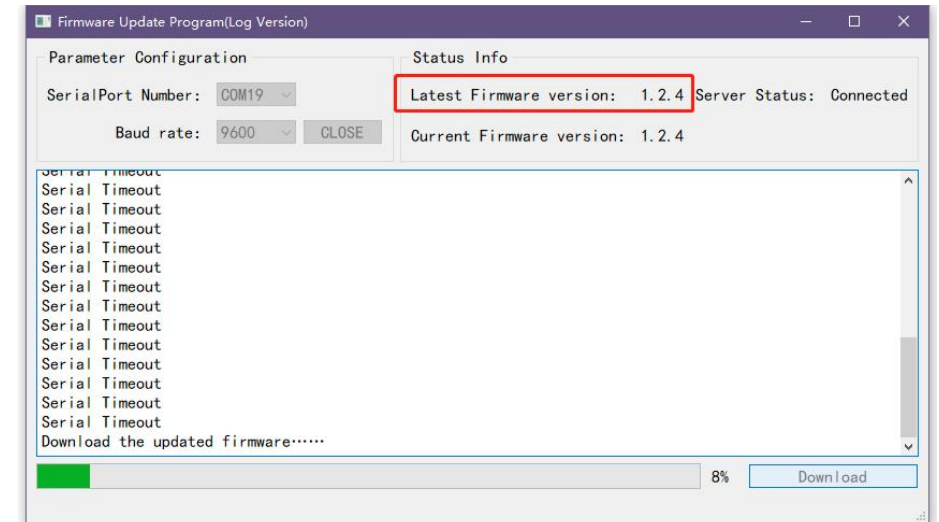 Firmware Update Program(Log Version)
Parameter Configuration
Status Info
SerialPort Number: COM19
Latest Firmware version: 1.2.4 Server Status: Connected
Baud rate: 9600 CLOSE
Current Firmware version: 1.2.4
Serial Timeout
Serial Timeout
Serial Timeout
Serial Timeout
Serial Timeout
Serial Timeout
Serial Timeout
Serial Timeout
Serial Timeout
Serial Timeout
Serial Timeout
Serial Timeout
Serial Timeout
Serial Timeout
Download the updated firmware……
8% Download